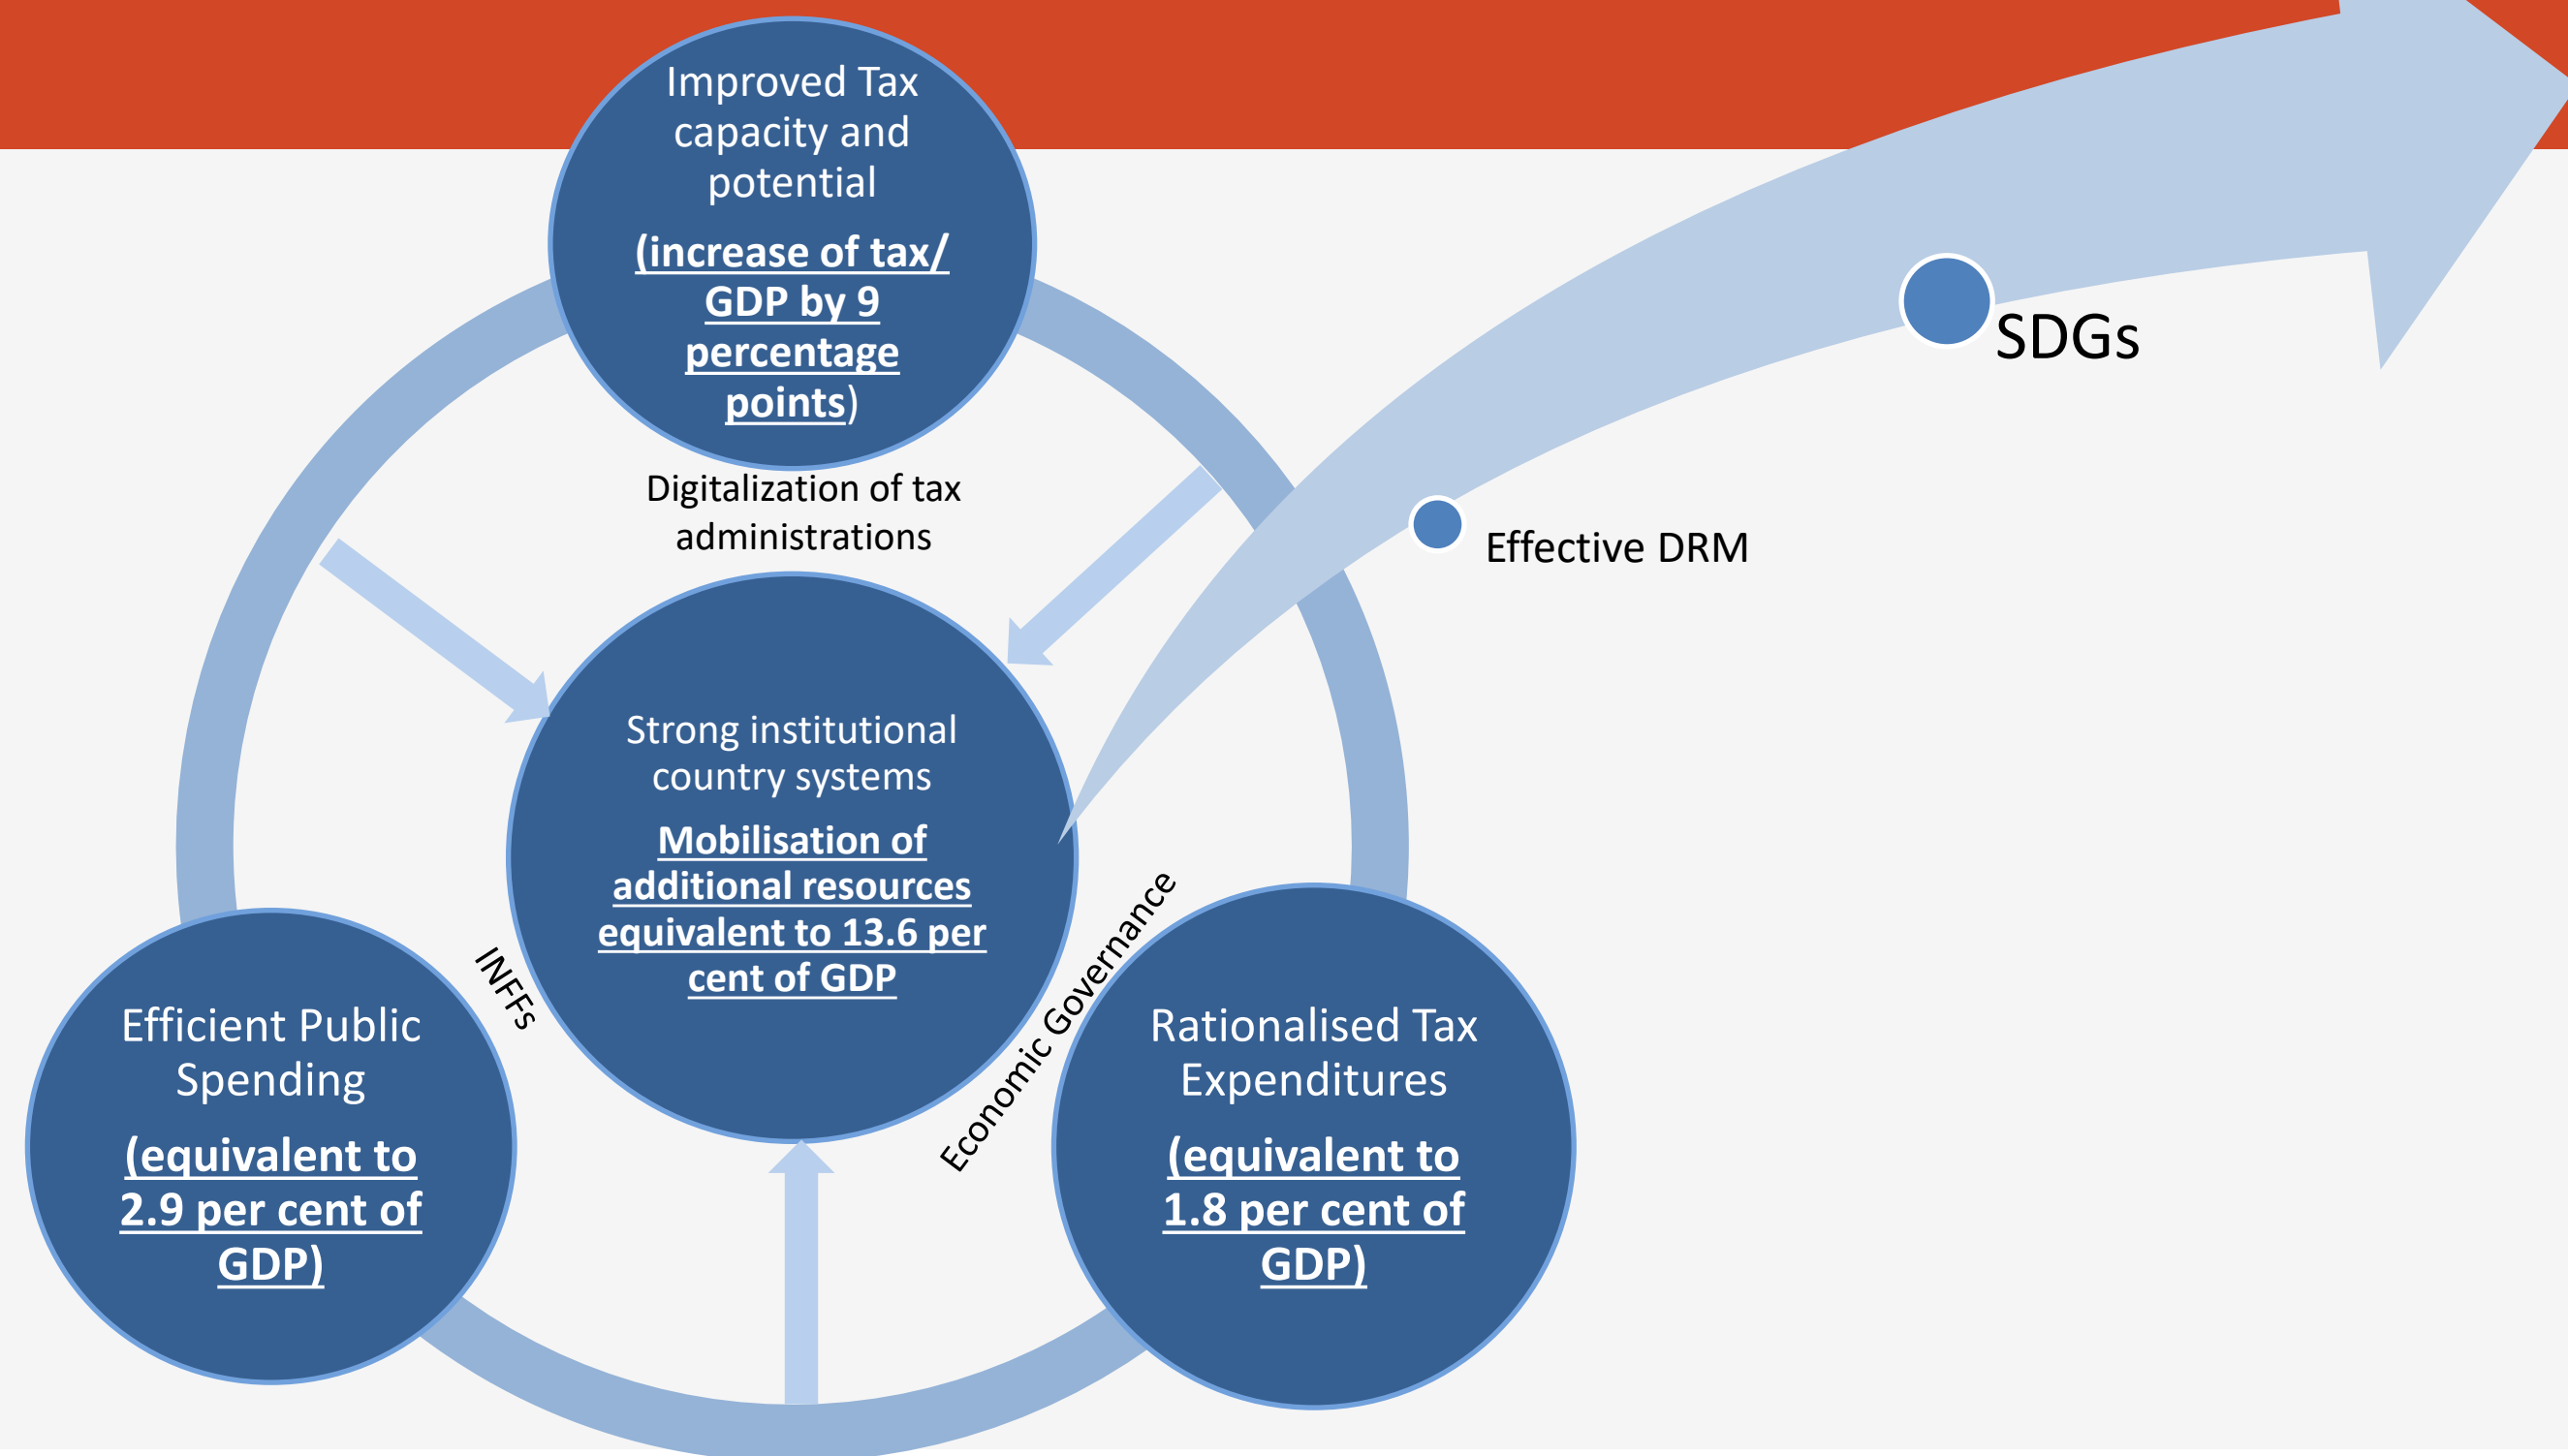 Improved Tax
capacity and
potential
(increase of tax/
GDP by 9
percentage
points)
Digitalization of tax
administrations
Strong institutional
country systems
Mobilisation of
additional resources
equivalent to 13.6 per
cent of GDP
INFFs
Economic Governance
Efficient Public
Spending
(equivalent to
2.9 per cent of
GDP)
Rationalised Tax
Expenditures
(equivalent to
1.8 per cent of
GDP)
Effective DRM
SDGs